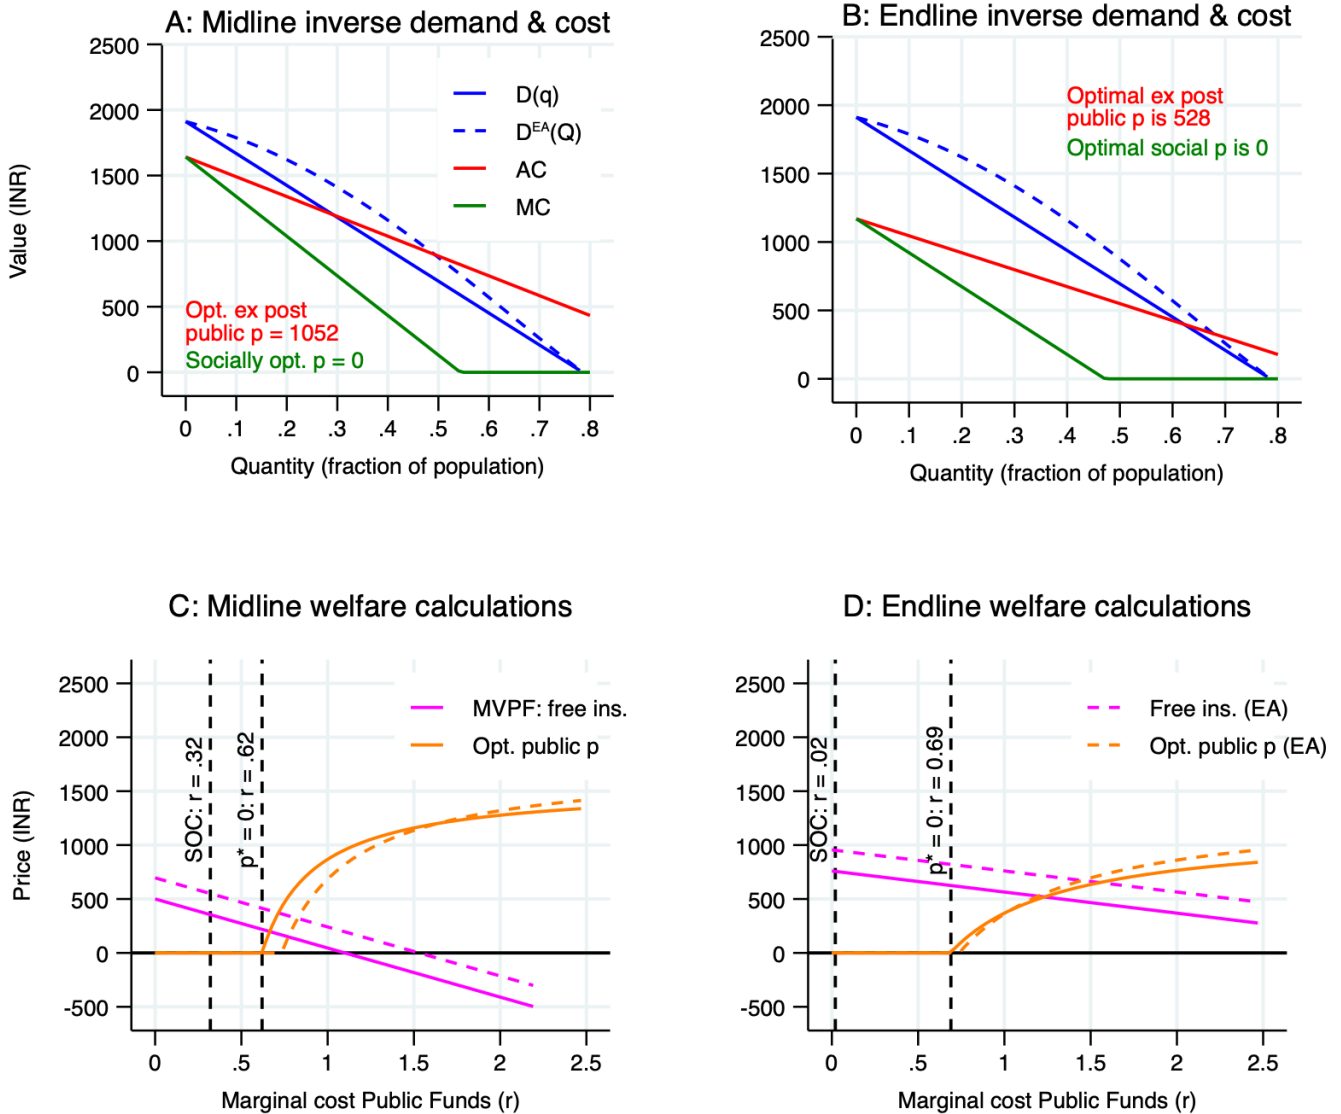 A: Midline inverse demand & cost
Value (INR)
2500
2000
1500
1000
500
0
D(q)
Dᴱᴬ(Q)
AC
MC
Opt. ex post
public p = 1052
Socially opt. p = 0
0 .1 .2 .3 .4 .5 .6 .7 .8
Quantity (fraction of population)
B: Endline inverse demand & cost
2500
2000
1500
1000
500
0
Optimal ex post
public p is 528
Optimal social p is 0
0 .1 .2 .3 .4 .5 .6 .7 .8
Quantity (fraction of population)
C: Midline welfare calculations
Price (INR)
2500
2000
1500
1000
500
0
-500
SOC: r = .32
p* = 0: r = .62
MVPF: free ins.
Opt. public p
0 .5 1 1.5 2 2.5
Marginal cost Public Funds (r)
D: Endline welfare calculations
2500
2000
1500
1000
500
0
-500
SOC: r = .02
p* = 0: r = 0.69
Free ins. (EA)
Opt. public p (EA)
0 .5 1 1.5 2 2.5
Marginal cost Public Funds (r)